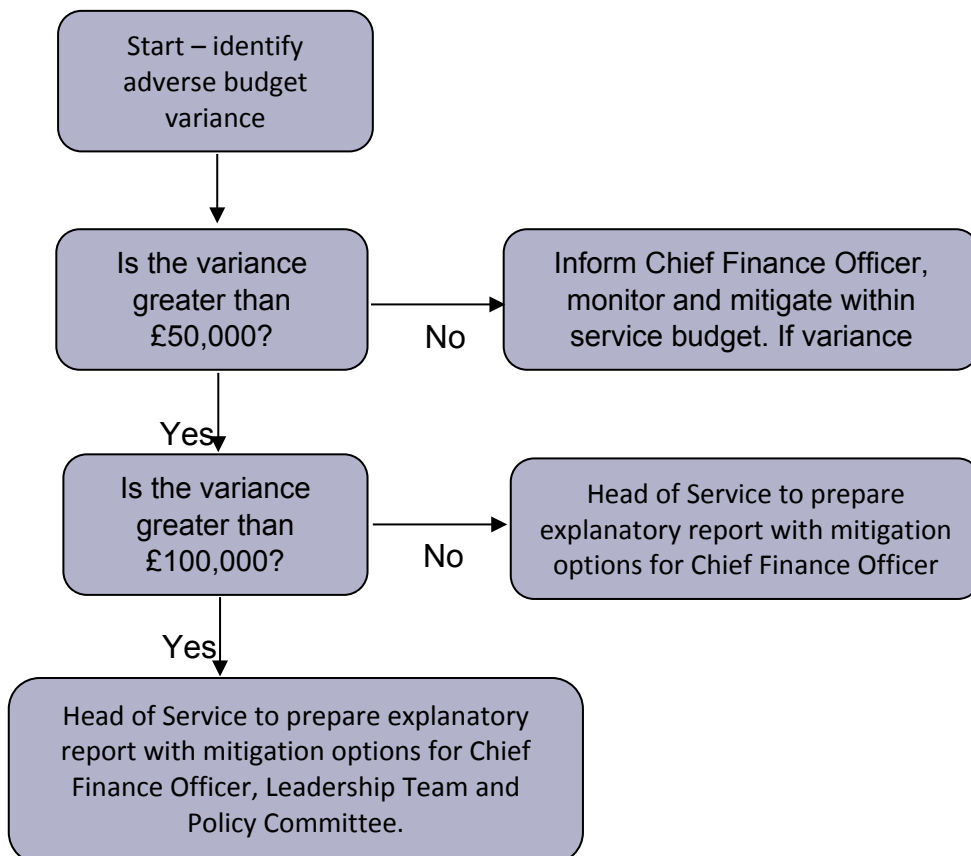 Start – identify
adverse budget
variance
Is the variance
greater than
£50,000?
No
Inform Chief Finance Officer,
monitor and mitigate within
service budget. If variance
Yes
Is the variance
greater than
£100,000?
No
Head of Service to prepare
explanatory report with mitigation
options for Chief Finance Officer
Yes
Head of Service to prepare explanatory
report with mitigation options for Chief
Finance Officer, Leadership Team and
Policy Committee.